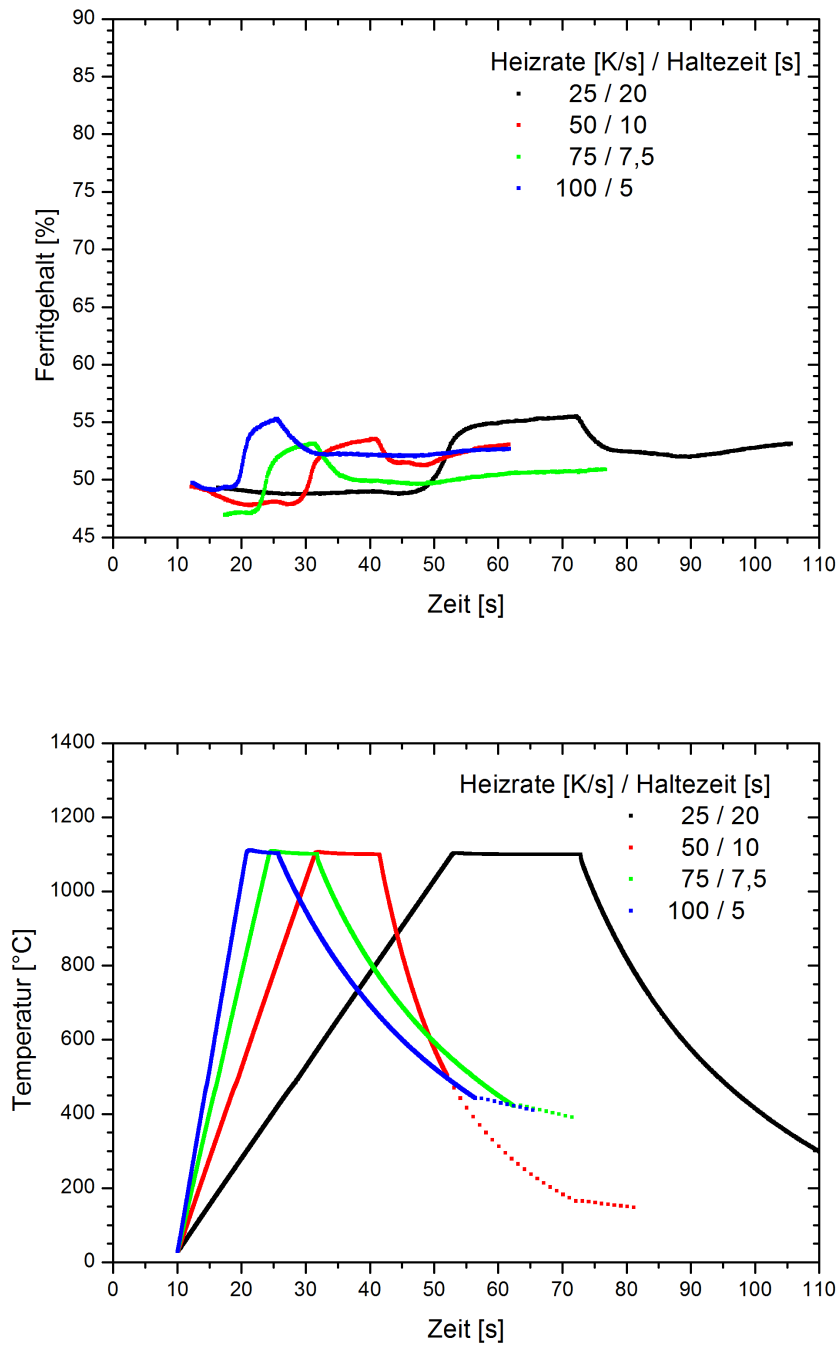 90
85
80
75
70
65
60
55
50
45
Ferritgehalt [%]
Heizrate [K/s] / Haltezeit [s]
25 / 20
50 / 10
75 / 7,5
100 / 5
0 10 20 30 40 50 60 70 80 90 100 110
Zeit [s]
1400
1200
1000
800
600
400
200
0
Temperatur [°C]
Heizrate [K/s] / Haltezeit [s]
25 / 20
50 / 10
75 / 7,5
100 / 5
0 10 20 30 40 50 60 70 80 90 100 110
Zeit [s]